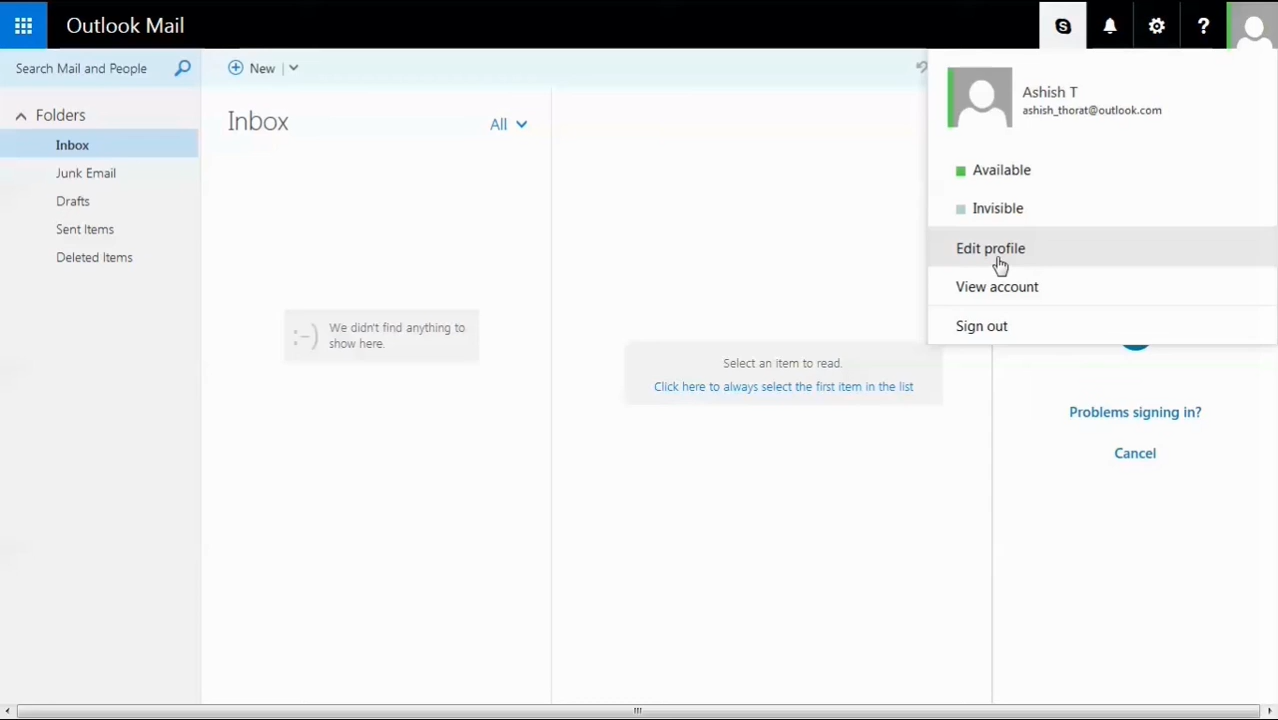 Outlook Mail
Search Mail and People
New
Folders
Inbox
Junk Email
Drafts
Sent Items
Deleted Items
Inbox
All
:-)
We didn't find anything to
show here.
Select an item to read.
Click here to always select the first item in the list
Ashish T
ashish_thorat@outlook.com
Available
Invisible
Edit profile
View account
Sign out
Problems signing in?
Cancel